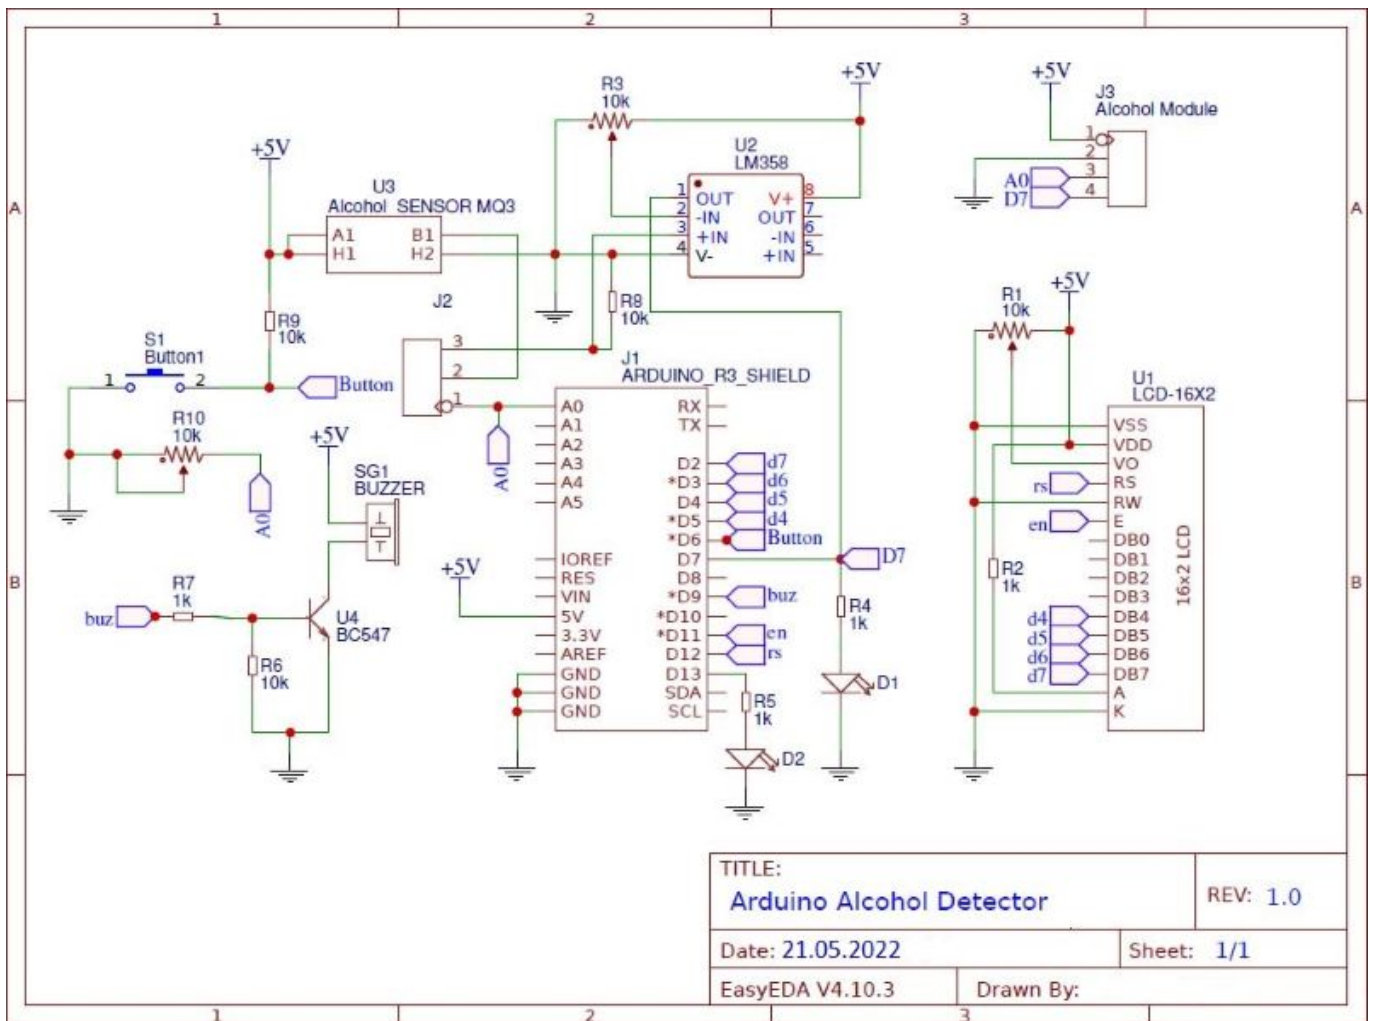 1 2 3
A
B
+5V
R3
10k
+5V
+5V
J3
Alcohol Module
1
2
A0 3
D7 4
U2
LM358
1 OUT V+ 8
2 -IN OUT 7
3 +IN -IN 6
4 V- +IN 5
U3
Alcohol SENSOR MQ3
A1 B1
H1 H2
R9
10k
R8
10k
J2
3
2
1
S1
Button1
1 2
Button
R10
10k
A0
A0
+5V
SG1
BUZZER
buz
R7
1k
U4
BC547
R6
10k
J1
ARDUINO_R3_SHIELD
A0 RX
A1 TX
A2
A3 D2 d7
A4 *D3 d6
A5 D4 d5
*D5 d4
*D6 Button
IOREF D7 D7
RES D8
VIN *D9 buz
+5V
5V *D10
3.3V *D11 en
AREF D12 rs
GND D13
GND SDA
GND SCL
R5
1k
D2
R4
1k
D1
R1
10k
+5V
U1
LCD-16X2
VSS
VDD
VO
rs RS
RW
en E
DB0
DB1
DB2
DB3
d4 DB4
d5 DB5
d6 DB6
d7 DB7
A
K
16x2 LCD
R2
1k
A
B
TITLE:
Arduino Alcohol Detector
REV: 1.0
Date: 21.05.2022
Sheet: 1/1
EasyEDA V4.10.3
Drawn By:
1 2 3